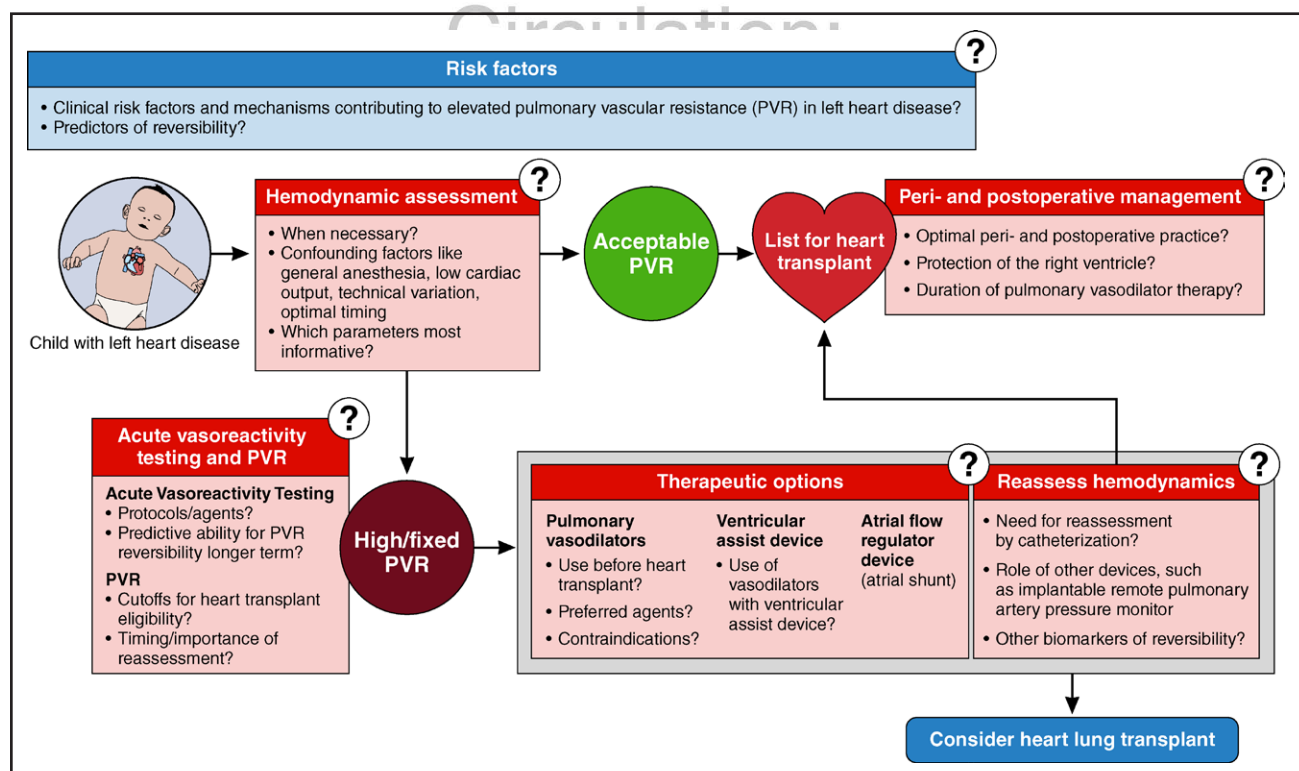 Circulation:
Risk factors
• Clinical risk factors and mechanisms contributing to elevated pulmonary vascular resistance (PVR) in left heart disease?
• Predictors of reversibility?
?
Child with left heart disease
Hemodynamic assessment
?
• When necessary?
• Confounding factors like
general anesthesia, low cardiac
output, technical variation,
optimal timing
• Which parameters most
informative?
Acceptable
PVR
List for heart
transplant
Peri- and postoperative management
?
• Optimal peri- and postoperative practice?
• Protection of the right ventricle?
• Duration of pulmonary vasodilator therapy?
Acute vasoreactivity
testing and PVR
?
Acute Vasoreactivity Testing
• Protocols/agents?
• Predictive ability for PVR
reversibility longer term?
PVR
• Cutoffs for heart transplant
eligibility?
• Timing/importance of
reassessment?
High/fixed
PVR
Therapeutic options
?
Pulmonary
vasodilators
• Use before heart
transplant?
• Preferred agents?
• Contraindications?
Ventricular
assist device
• Use of
vasodilators
with ventricular
assist device?
Atrial flow
regulator
device
(atrial shunt)
Reassess hemodynamics
?
• Need for reassessment
by catheterization?
• Role of other devices, such
as implantable remote pulmonary
artery pressure monitor
• Other biomarkers of reversibility?
Consider heart lung transplant